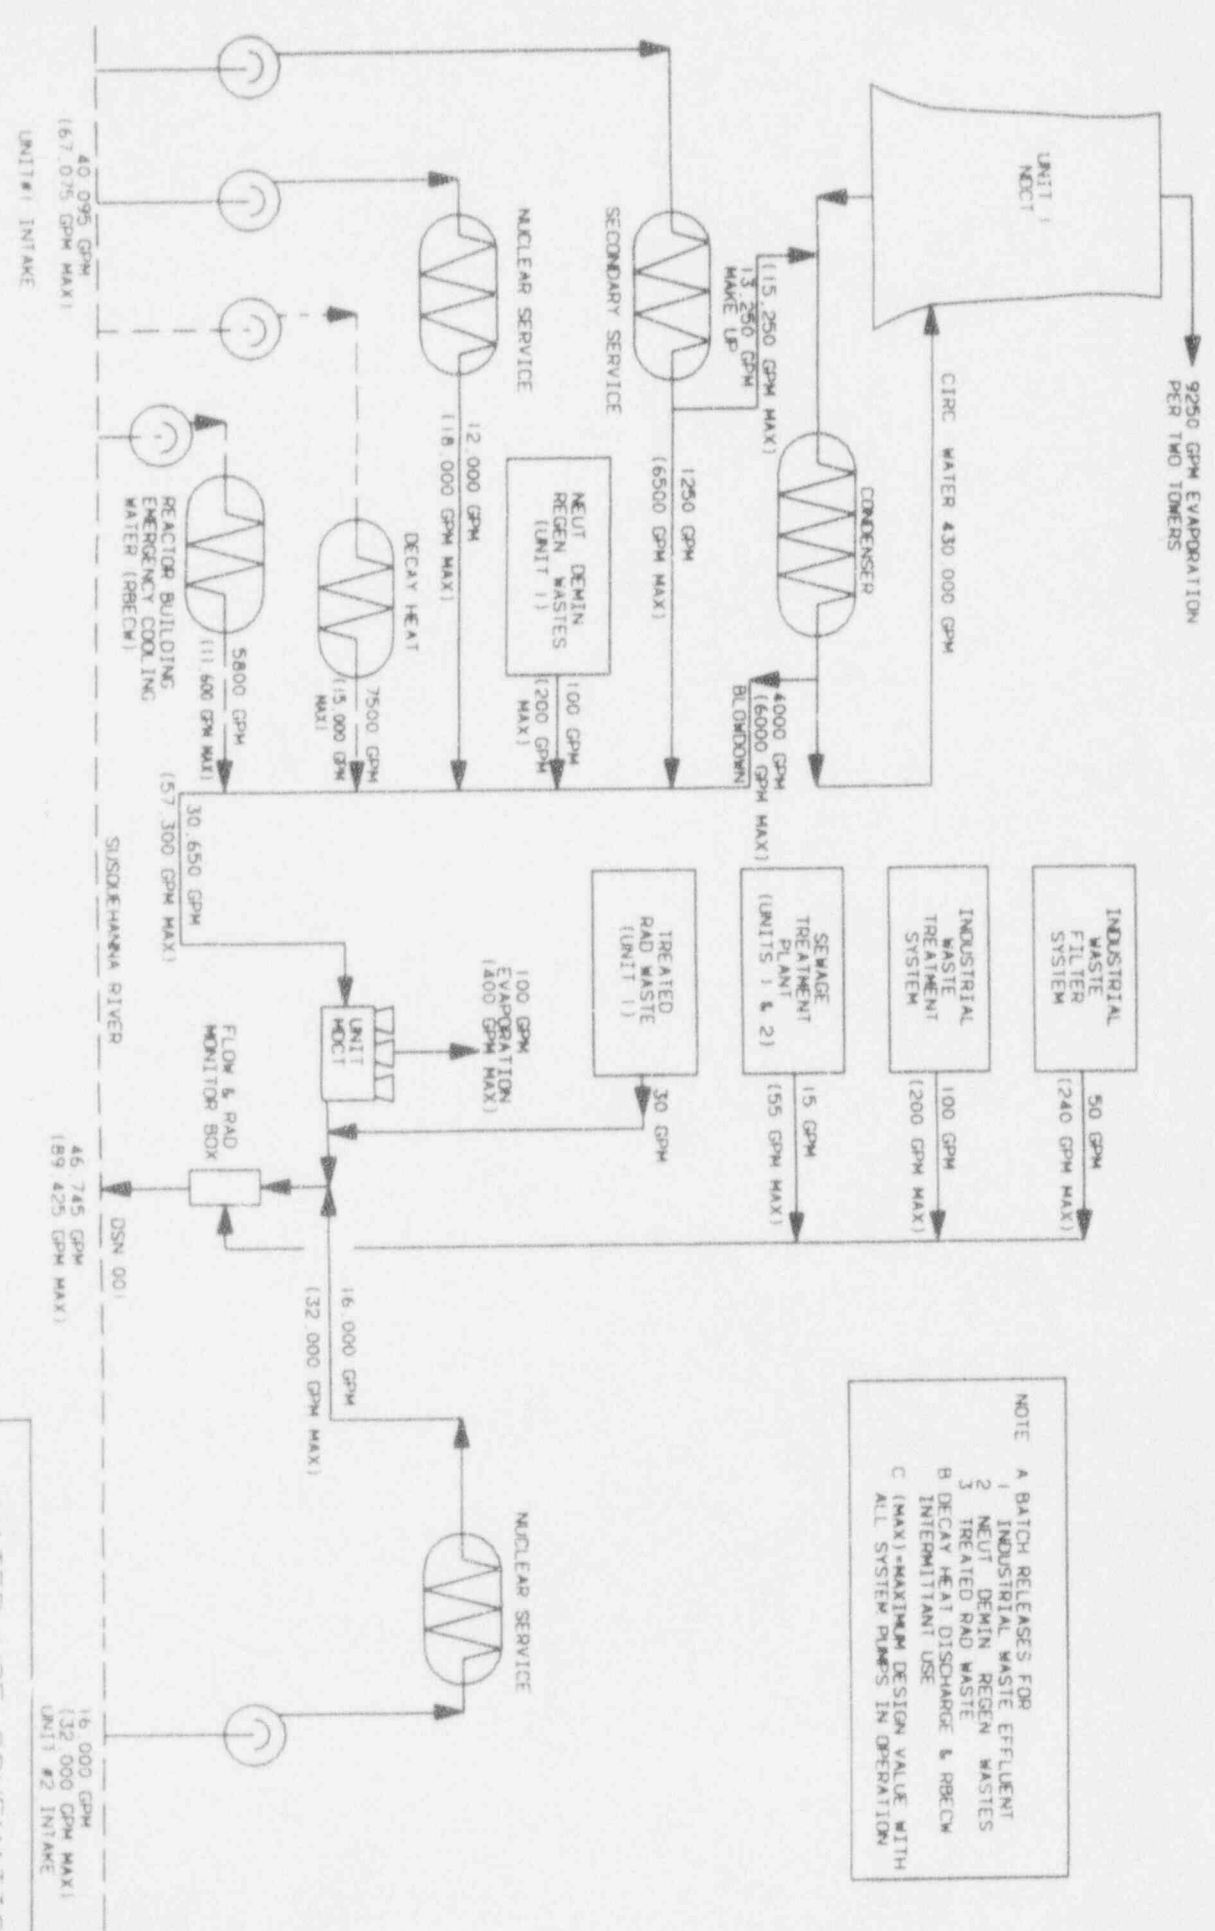 9250 GPM EVAPORATION
PER TWO TOWERS
UNIT 1
NDCT
CIRC WATER 430 000 GPM
CONDENSER
(15.250 GPM MAX)
13 250 GPM
MAKE UP
SECONDARY SERVICE
1250 GPM
(6500 GPM MAX)
4000 GPM
(6000 GPM MAX)
BLOWDOWN
NEUT DEMIN
REGEN WASTES
(UNIT 1)
100 GPM
(200 GPM
MAX)
NUCLEAR SERVICE
12.000 GPM
(18 000 GPM MAX)
DECAY HEAT
7500 GPM
(15 000 GPM
MAX)
REACTOR BUILDING
EMERGENCY COOLING
WATER (RBECW)
5800 GPM
(11 600 GPM MAX)
40 095 GPM
(67 075 GPM MAX)
UNIT#1 INTAKE
30.650 GPM
(57 300 GPM MAX)
SUSQUEHANNA RIVER
INDUSTRIAL
WASTE
FILTER
SYSTEM
50 GPM
(240 GPM MAX)
INDUSTRIAL
WASTE
TREATMENT
SYSTEM
100 GPM
(200 GPM MAX)
SEWAGE
TREATMENT
PLANT
(UNITS 1 & 2)
15 GPM
(55 GPM MAX)
TREATED
RAD WASTE
(UNIT 1)
30 GPM
100 GPM
EVAPORATION
(400 GPM MAX)
UNIT
MDCT
FLOW & RAD
MONITOR BOX
DSN 001
46 745 GPM
(89.425 GPM MAX)
16.000 GPM
(32 000 GPM MAX)
NUCLEAR SERVICE
16 000 GPM
(32 000 GPM MAX)
UNIT #2 INTAKE
NOTE A BATCH RELEASES FOR
1 INDUSTRIAL WASTE EFFLUENT
2 NEUT DEMIN REGEN WASTES
3 TREATED RAD WASTE
B DECAY HEAT DISCHARGE & RBECW
INTERMITTANT USE
C (MAX)=MAXIMUM DESIGN VALUE WITH
ALL SYSTEM PUMPS IN OPERATION